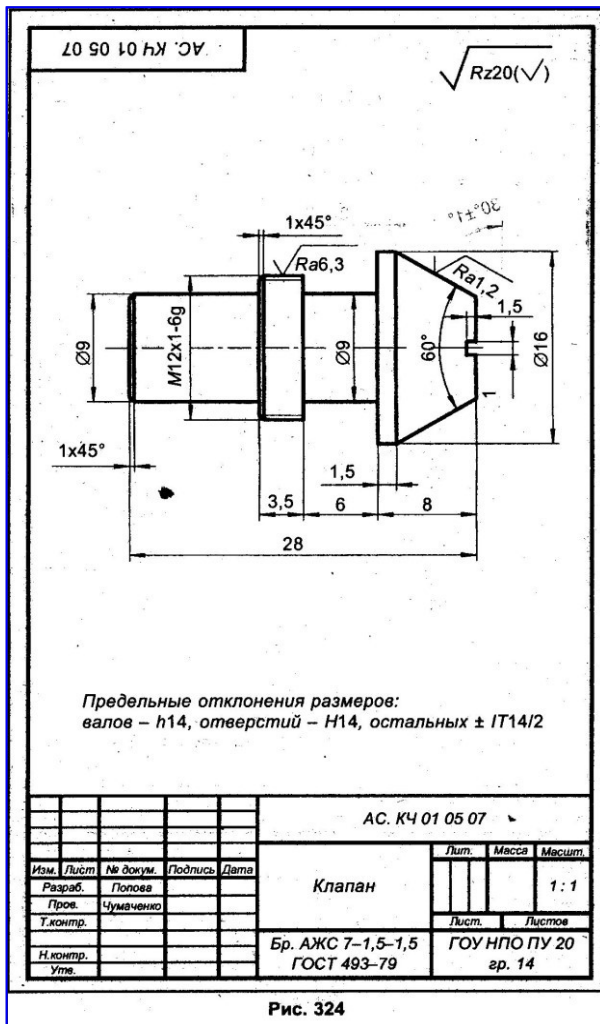 АС. КЧ 01 05 07
Rz20(√)
30°±1°
1x45°
Ra6,3
Ra1,2
1,5
Ø9
M12x1-6g
Ø9
60°
1
Ø16
1x45°
1,5
3,5
6
8
28
Предельные отклонения размеров:
валов – h14, отверстий – H14, остальных ± IT14/2
АС. КЧ 01 05 07
Лит. Масса Масшт.
Изм. Лист № докум. Подпись Дата
Разраб. Попова
Клапан
1 : 1
Пров. Чумаченко
Т.контр.
Лист. Листов
Бр. АЖС 7–1,5–1,5
ГОСТ 493–79
ГОУ НПО ПУ 20
гр. 14
Н.контр.
Утв.
Рис. 324